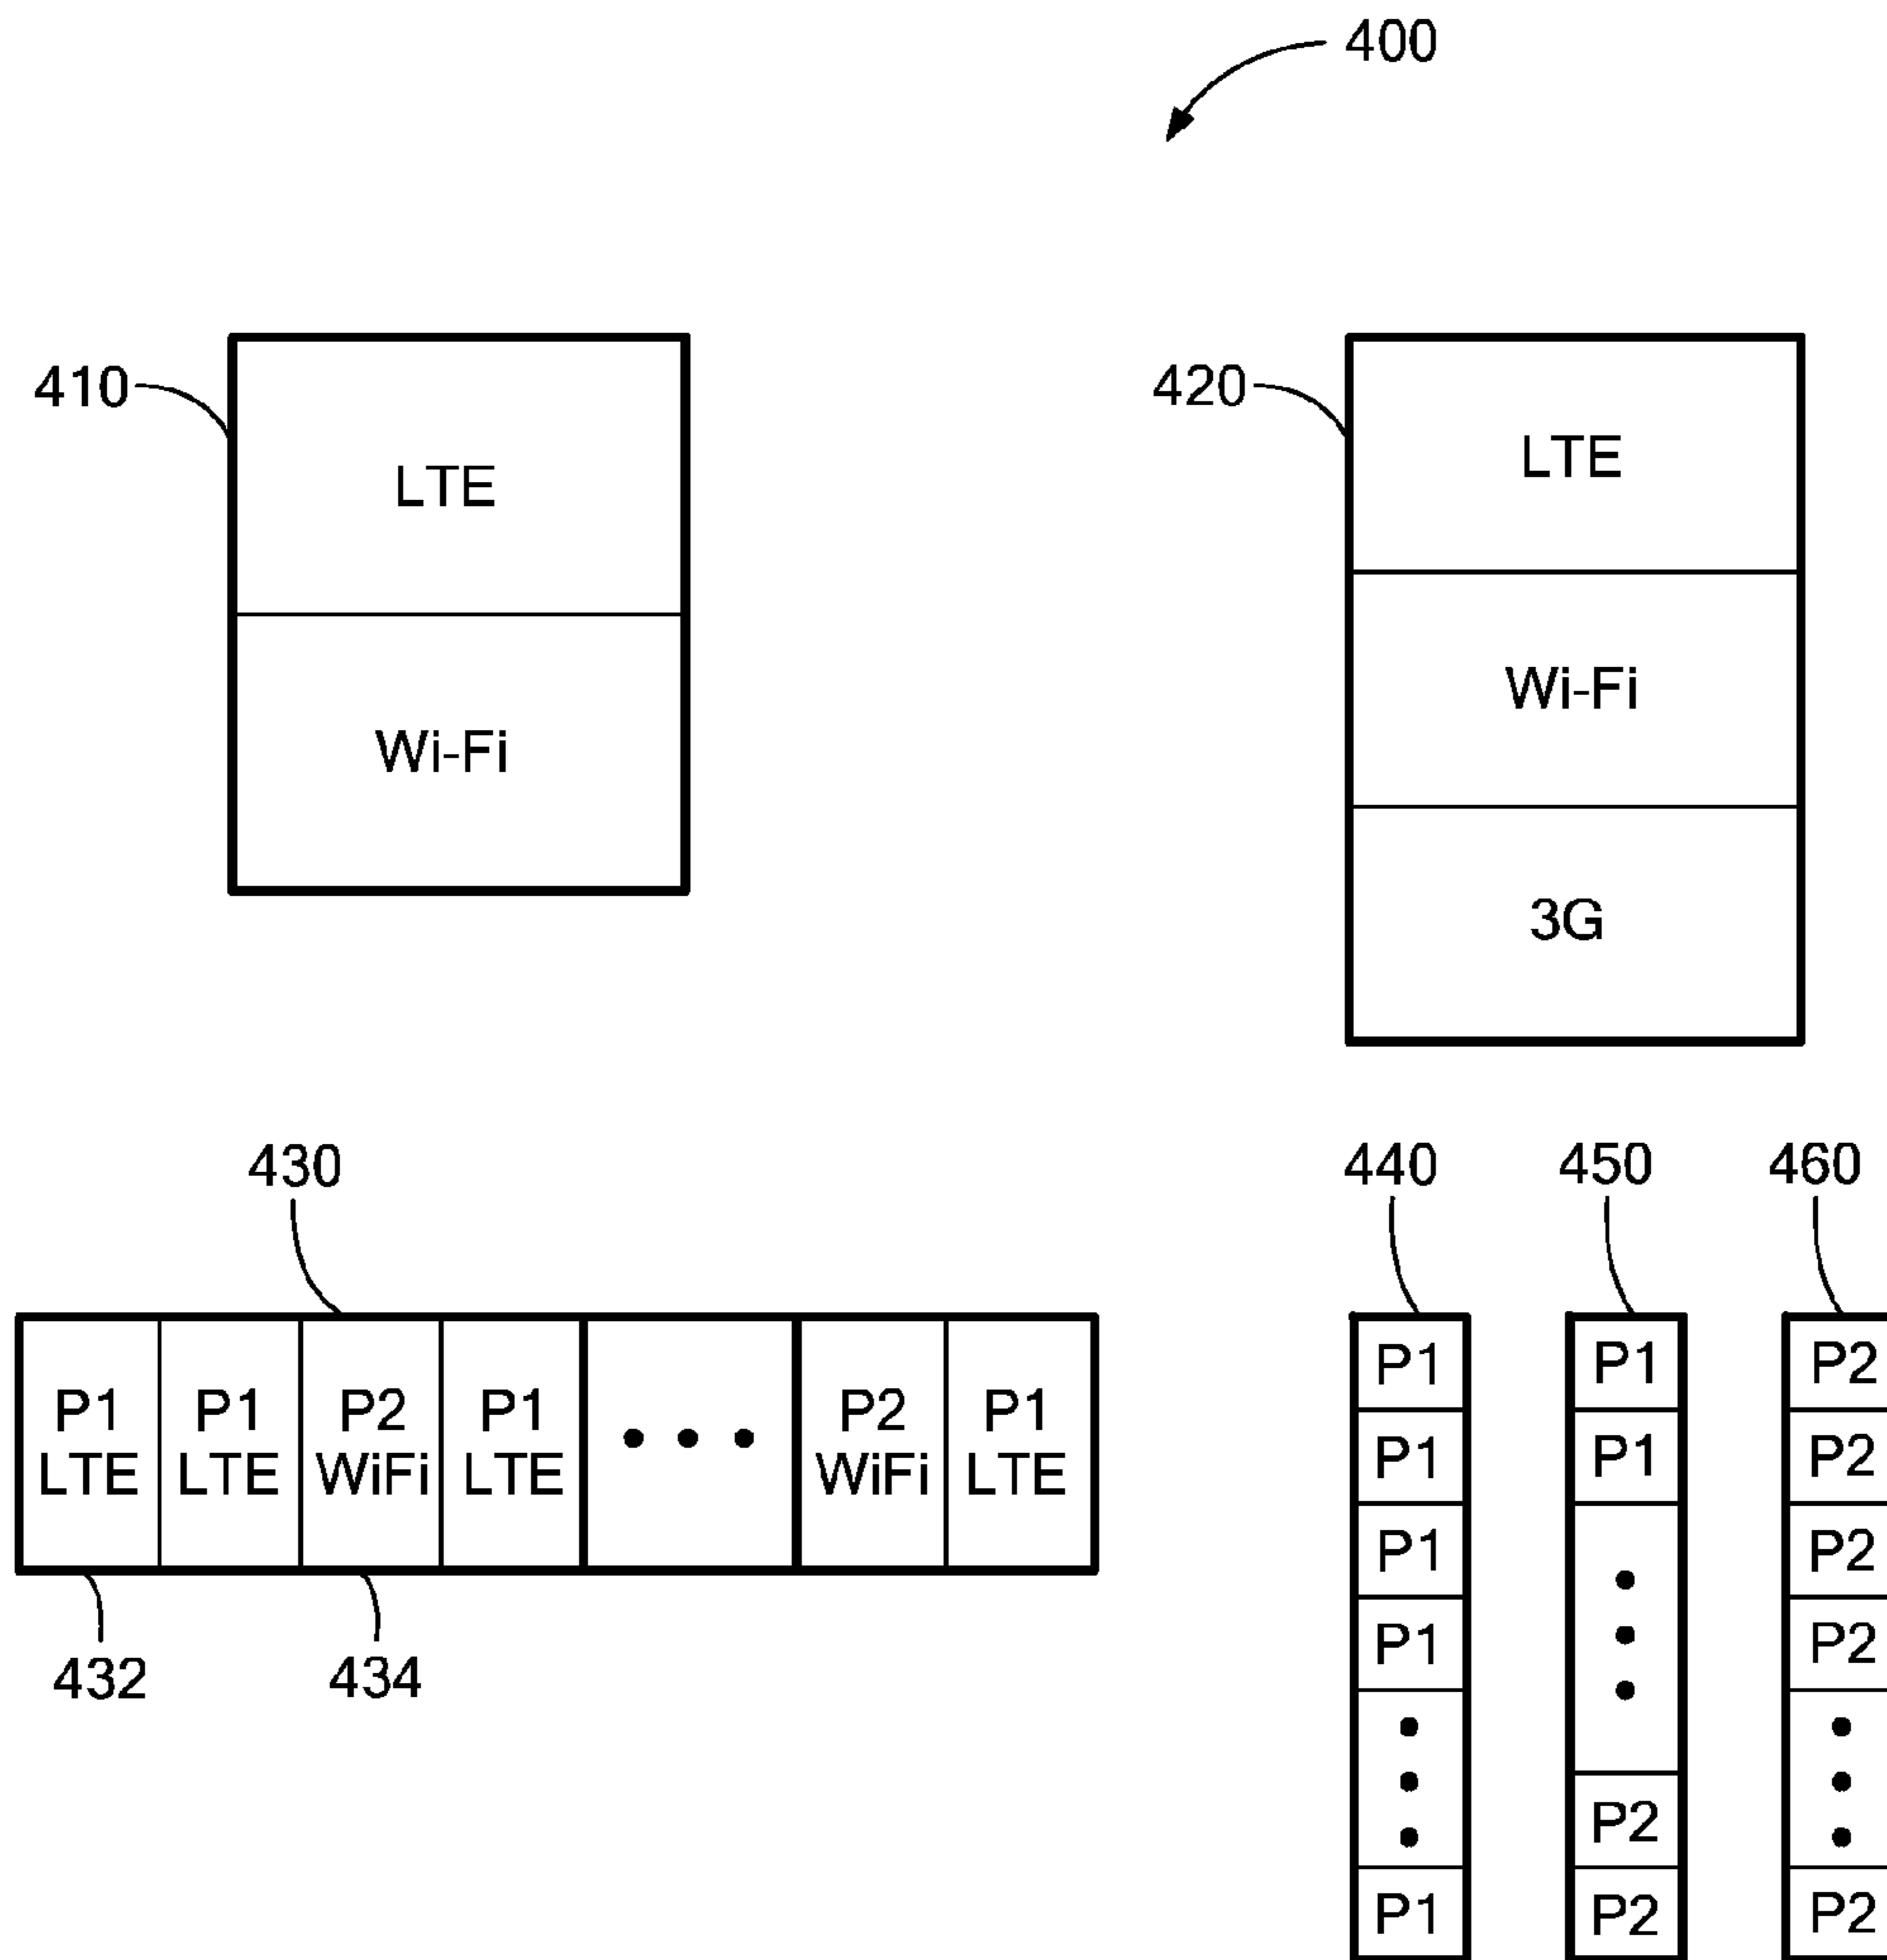 400
410
LTE
Wi-Fi
420
LTE
Wi-Fi
3G
430
P1 P1 P2 P1 P2 P1
LTE LTE WiFi LTE WiFi LTE
432 434
440
P1
P1
P1
P1
P1
450
P1
P1
P2
P2
460
P2
P2
P2
P2
P2